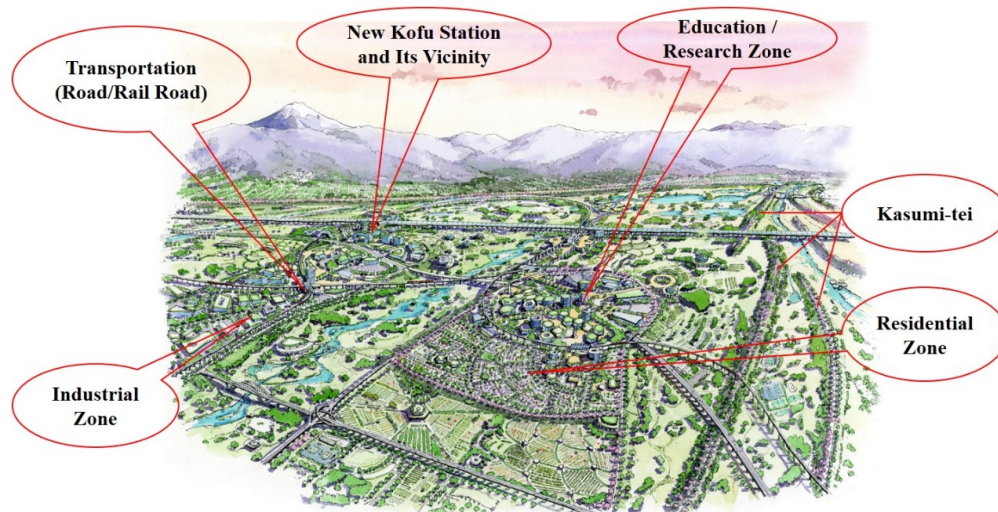 Transportation
(Road/Rail Road)
New Kofu Station
and Its Vicinity
Education /
Research Zone
Kasumi-tei
Residential
Zone
Industrial
Zone